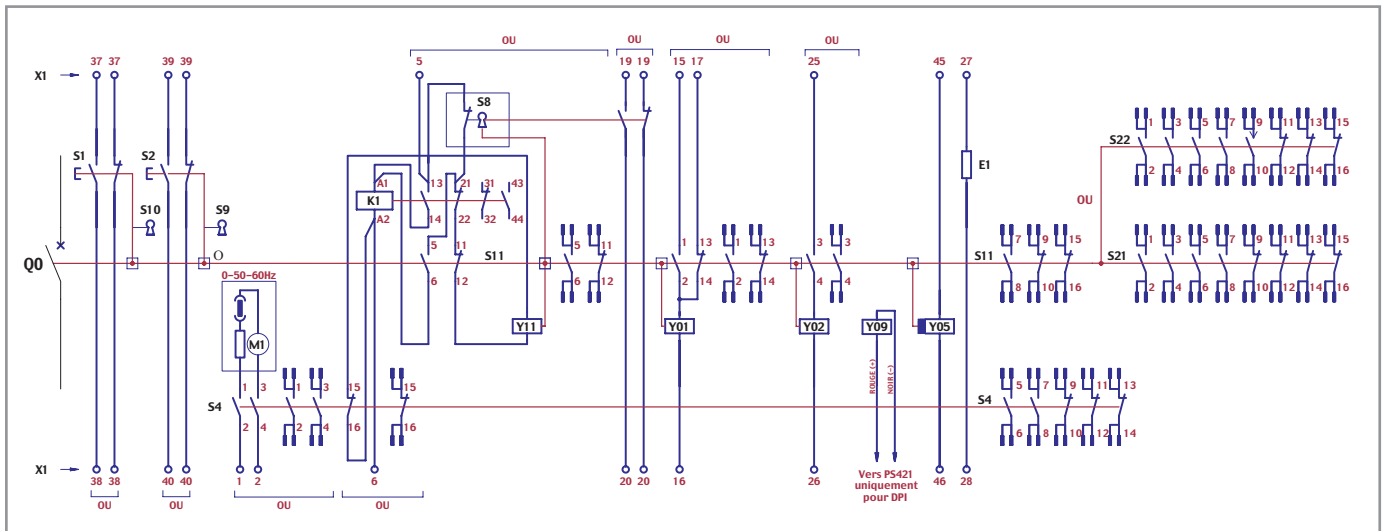 OU OU OU OU
37 37 39 39 5 19 19 15 17 25 45 27
X1
S8
1 3 5 7 9 11 13 15
S22
2 4 6 8 10 12 14 16
S1 S2
E1
A1 13 21 31 43
K1
A2 14 22 32 44
OU
S10 S9
O
Q0
5 11 S11 5 11 1 13 1 13 3 3 S11 7 9 15 S21 1 3 5 7 9 11 13 15
6 12 6 12 2 14 2 14 4 4 8 10 16 2 4 6 8 10 12 14 16
0-50-60Hz
M1
Y11 Y01 Y02 Y09 Y05
ROUGE (+)
NOIR (-)
1 3 1 3 15 15 5 7 9 11 13
S4 S4
2 4 2 4 16 16 6 8 10 12 14
X1
38 38 40 40 1 2 6 20 20 16 26 46 28
Vers PS421
uniquement
pour DPI
OU OU OU OU